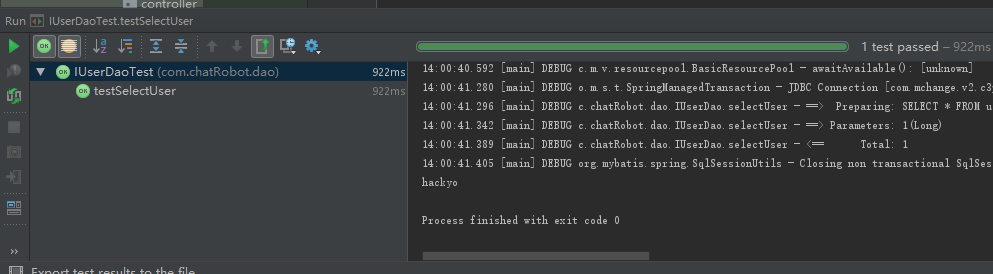 controller
Run IUserDaoTest.testSelectUser
1 test passed – 922ms
IUserDaoTest (com.chatRobot.dao) 922ms
testSelectUser 922ms
14:00:40.592 [main] DEBUG c.m.v.resourcepool.BasicResourcePool - awaitAvailable(): [unknown]
14:00:41.280 [main] DEBUG o.m.s.t.SpringManagedTransaction - JDBC Connection [com.mchange.v2.c3p
14:00:41.296 [main] DEBUG c.chatRobot.dao.IUserDao.selectUser - ==> Preparing: SELECT * FROM u
14:00:41.342 [main] DEBUG c.chatRobot.dao.IUserDao.selectUser - ==> Parameters: 1(Long)
14:00:41.389 [main] DEBUG c.chatRobot.dao.IUserDao.selectUser - <== Total: 1
14:00:41.405 [main] DEBUG org.mybatis.spring.SqlSessionUtils - Closing non transactional SqlSes
hackyo
Process finished with exit code 0
Export test results to the file